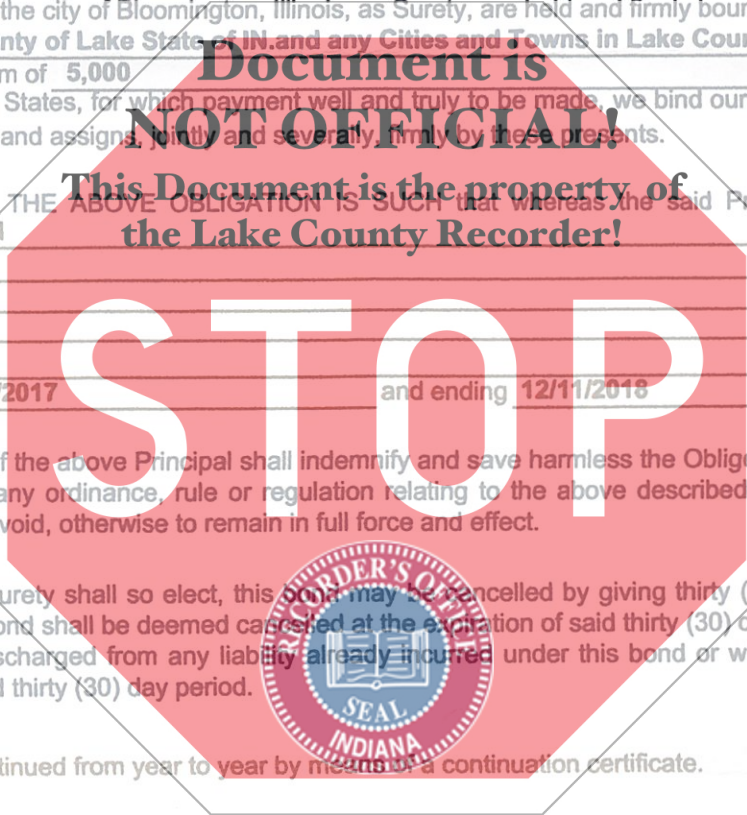 the city of Bloomington, Illinois, as Surety, are held and firmly bour
nty of Lake State of IN.and any Cities and Towns in Lake Cour
m of 5,000
Document is
States, for which payment well and truly to be made, we bind our
NOT OFFICIAL!
and assigns, jointly and severally, firmly by these presents.
This Document is the property of
THE ABOVE OBLIGATION IS SUCH that whereas the said Pr
the Lake County Recorder!
STOP
/2017 and ending 12/11/2018
f the above Principal shall indemnify and save harmless the Oblige
any ordinance, rule or regulation relating to the above described
void, otherwise to remain in full force and effect.
urety shall so elect, this bond may be cancelled by giving thirty (
ond shall be deemed cancelled at the expiration of said thirty (30) d
scharged from any liability already incurred under this bond or w
d thirty (30) day period.
RECORDER'S OFFICE
SEAL
INDIANA
tinued from year to year by means of a continuation certificate.